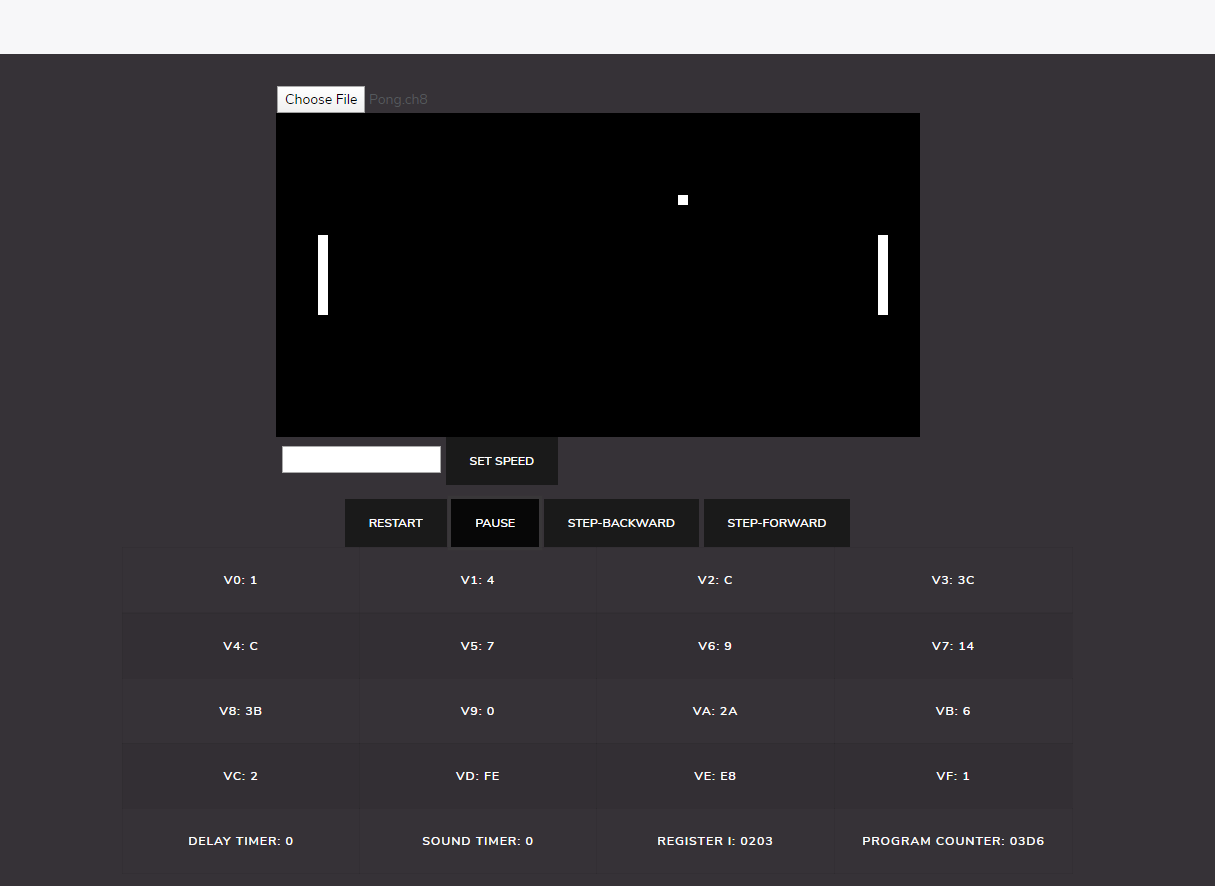 Choose File Pong.ch8
SET SPEED
RESTART PAUSE STEP-BACKWARD STEP-FORWARD
V0: 1 V1: 4 V2: C V3: 3C
V4: C V5: 7 V6: 9 V7: 14
V8: 3B V9: 0 VA: 2A VB: 6
VC: 2 VD: FE VE: E8 VF: 1
DELAY TIMER: 0 SOUND TIMER: 0 REGISTER I: 0203 PROGRAM COUNTER: 03D6